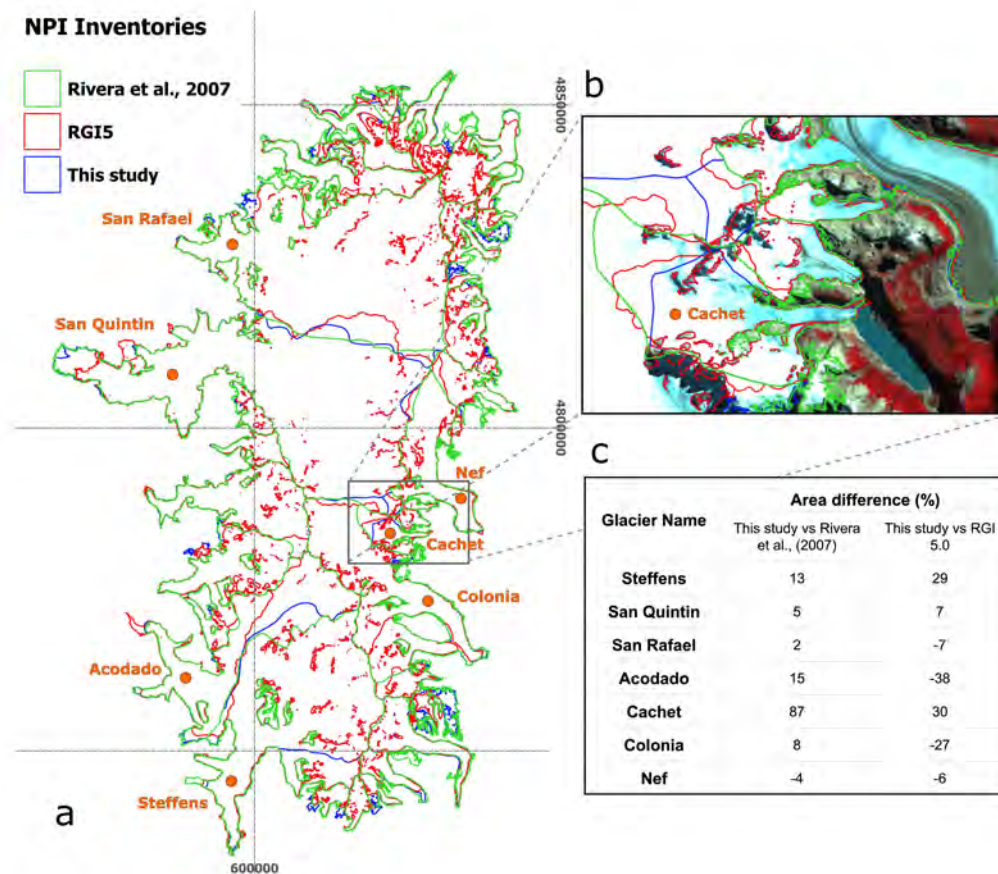 NPI Inventories
Rivera et al., 2007
RGI5
This study
San Rafael
San Quintin
Nef
Cachet
Colonia
Acodado
Steffens
a
600000
4850000
4800000
b
Cachet
c
Glacier Name
Area difference (%)
This study vs Rivera et al., (2007)
This study vs RGI 5.0
Steffens 13 29
San Quintin 5 7
San Rafael 2 -7
Acodado 15 -38
Cachet 87 30
Colonia 8 -27
Nef -4 -6